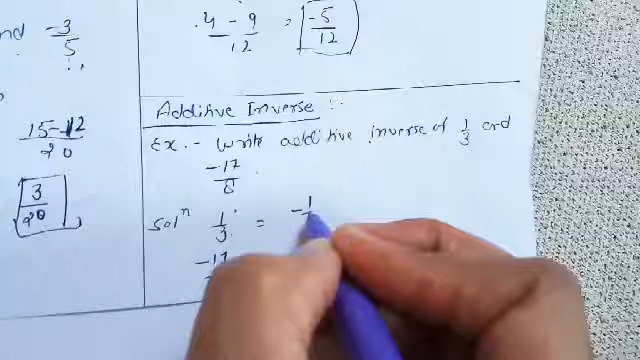 nd -3/5
15-12/20
3/20
4-9/12 = -5/12
Additive Inverse :-
Ex.- Write additive inverse of 1/3 and
-17/6.
Solⁿ 1/3 = -1
-17